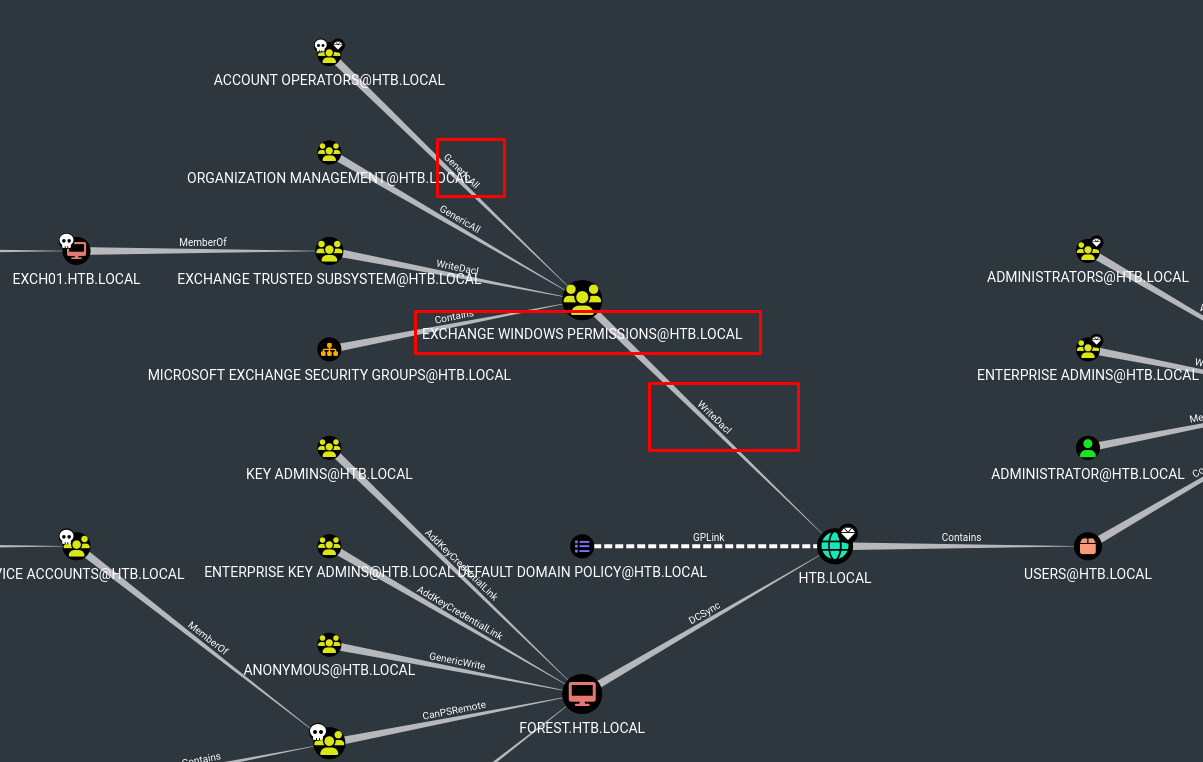 ACCOUNT OPERATORS@HTB.LOCAL
GenericAll
ORGANIZATION MANAGEMENT@HTB.LOCAL
GenericAll
MemberOf
EXCH01.HTB.LOCAL
EXCHANGE TRUSTED SUBSYSTEM@HTB.LOCAL
WriteDacl
ADMINISTRATORS@HTB.LOCAL
Contains
EXCHANGE WINDOWS PERMISSIONS@HTB.LOCAL
MICROSOFT EXCHANGE SECURITY GROUPS@HTB.LOCAL
ENTERPRISE ADMINS@HTB.LOCAL
WriteDacl
KEY ADMINS@HTB.LOCAL
ADMINISTRATOR@HTB.LOCAL
GPLink
Contains
VICE ACCOUNTS@HTB.LOCAL
ENTERPRISE KEY ADMINS@HTB.LOCAL
DEFAULT DOMAIN POLICY@HTB.LOCAL
HTB.LOCAL
USERS@HTB.LOCAL
AddKeyCredentialLink
AddKeyCredentialLink
DCSync
MemberOf
ANONYMOUS@HTB.LOCAL
GenericWrite
CanPSRemote
FOREST.HTB.LOCAL
Contains